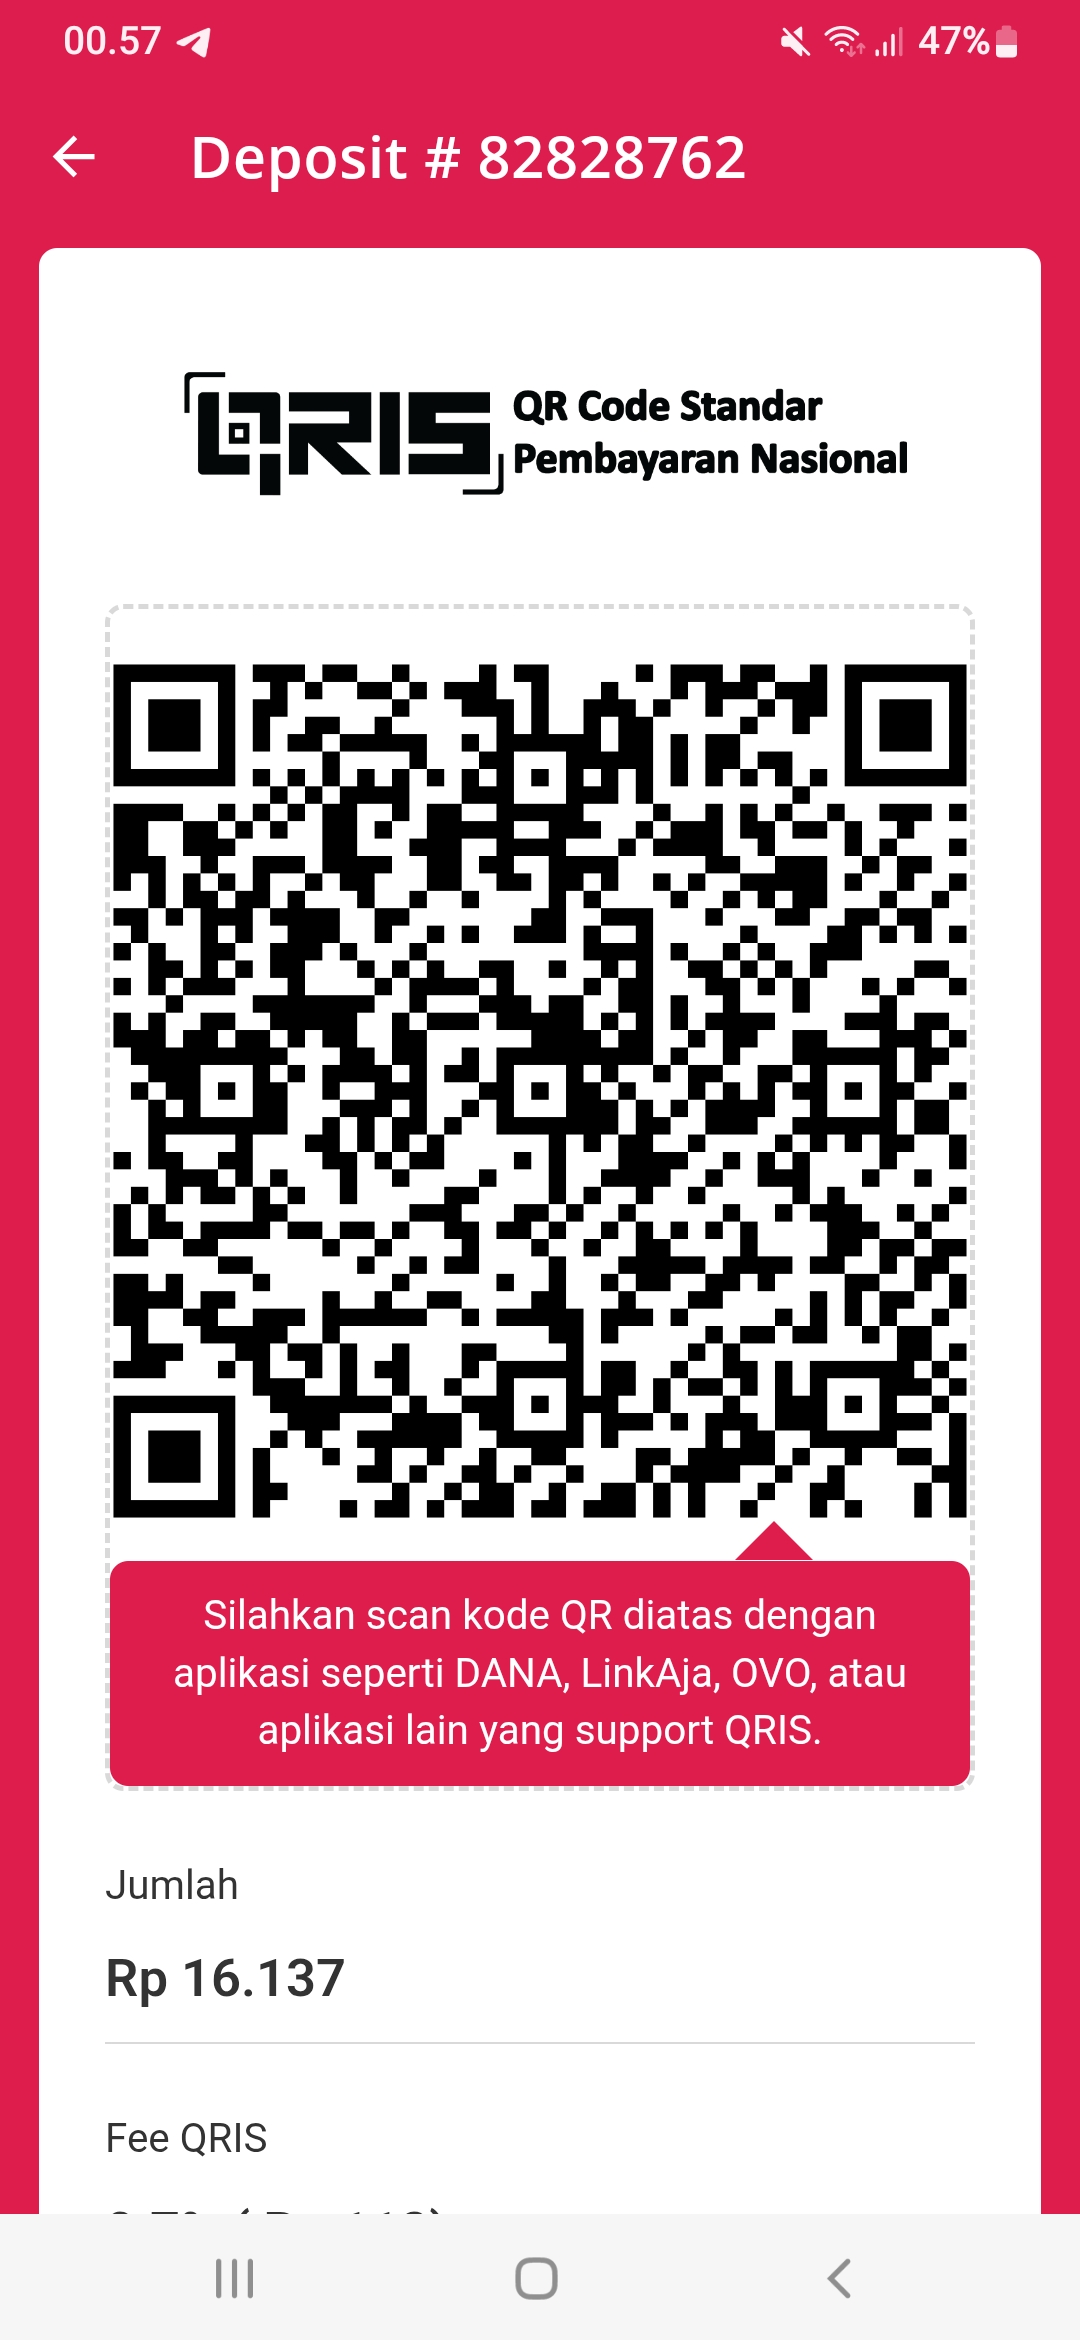 00.57
47%
Deposit # 82828762
QRIS
QR Code Standar
Pembayaran Nasional
Silahkan scan kode QR diatas dengan
aplikasi seperti DANA, LinkAja, OVO, atau
aplikasi lain yang support QRIS.
Jumlah
Rp 16.137
Fee QRIS